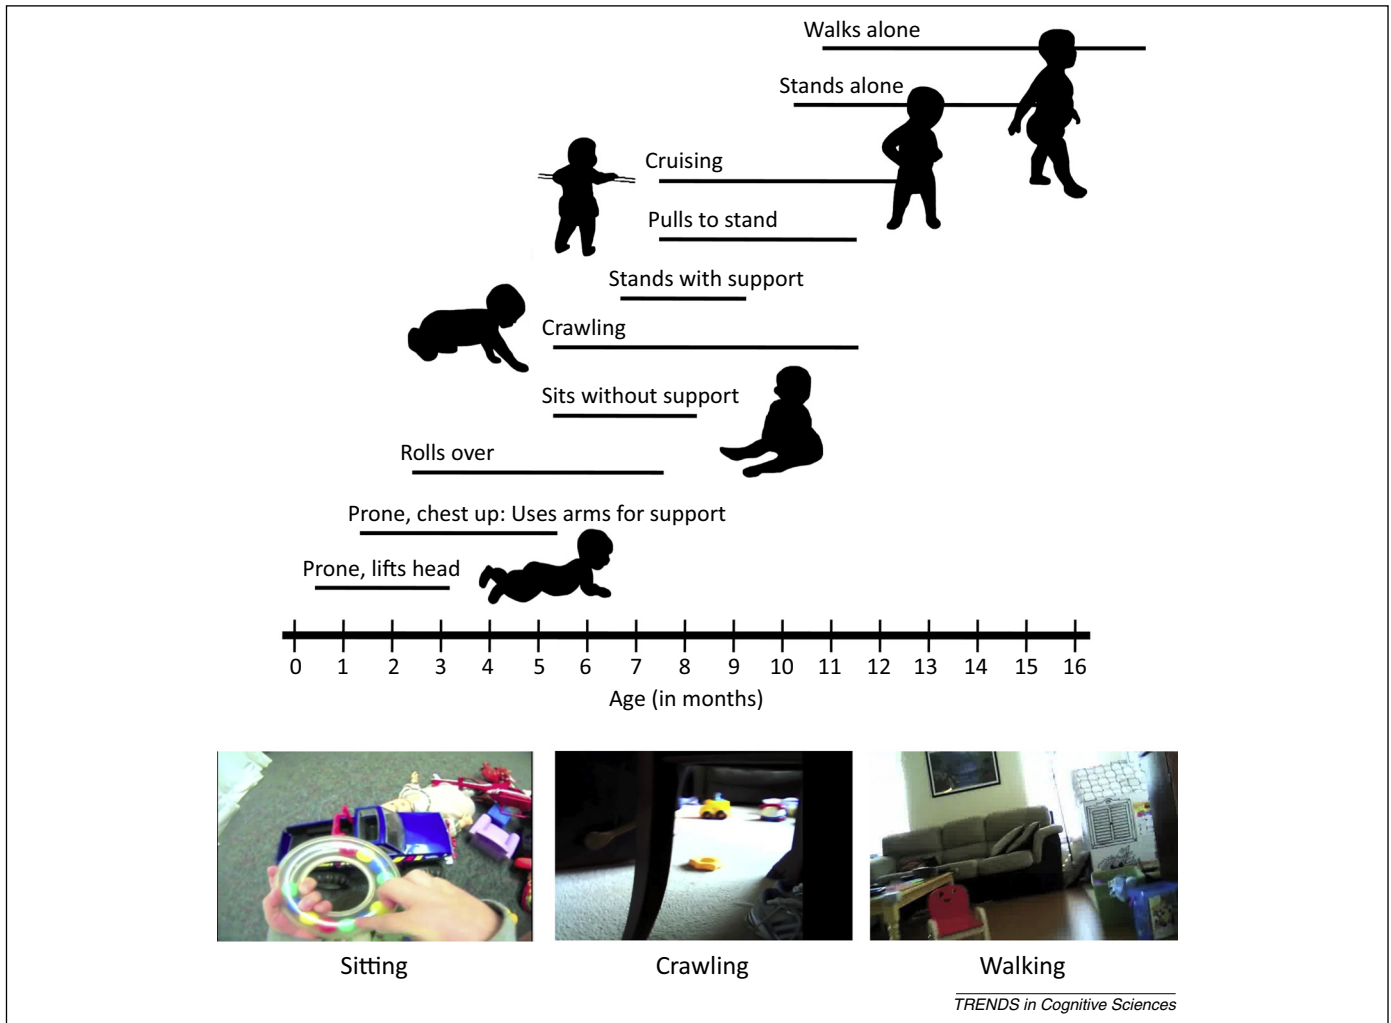 Walks alone
Stands alone
Cruising
Pulls to stand
Stands with support
Crawling
Sits without support
Rolls over
Prone, chest up: Uses arms for support
Prone, lifts head
0 1 2 3 4 5 6 7 8 9 10 11 12 13 14 15 16
Age (in months)
Sitting Crawling Walking
TRENDS in Cognitive Sciences